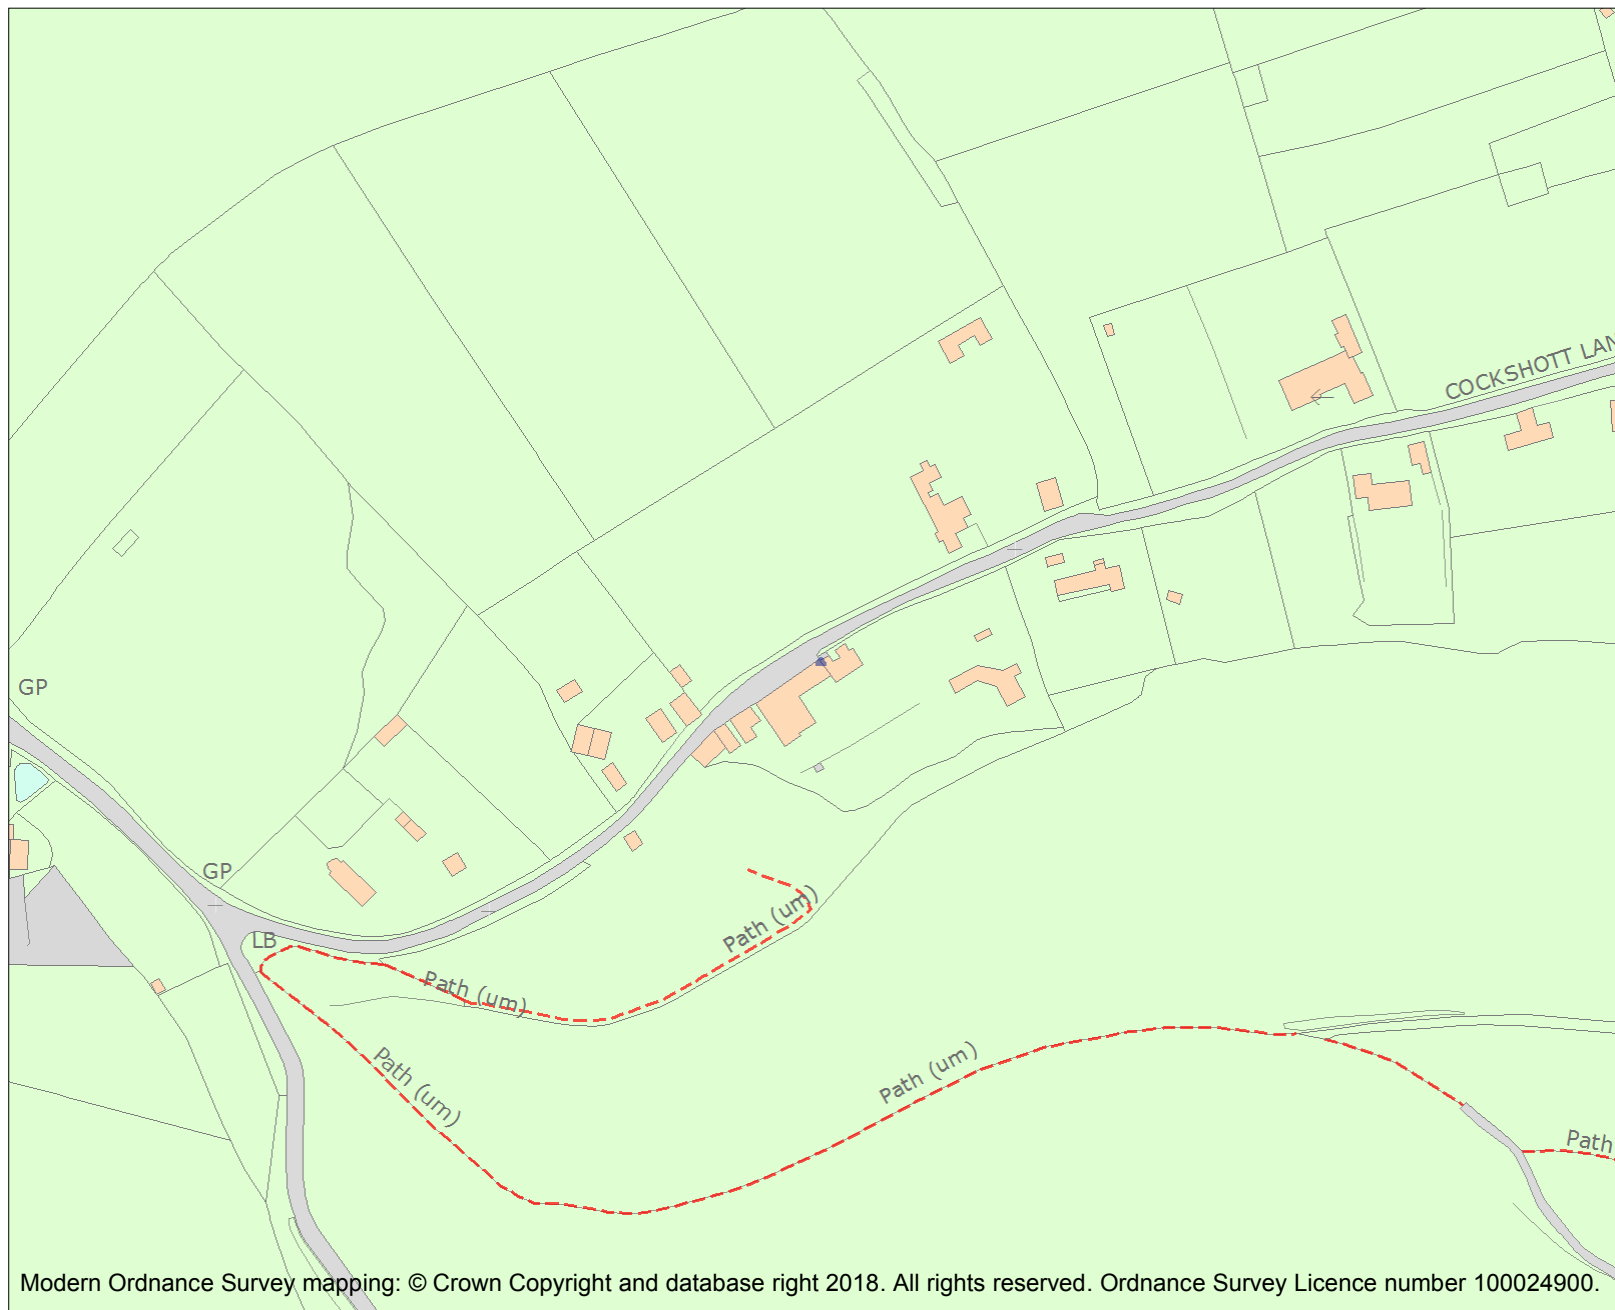 COCKSHOTT LAN
GP
GP
LB
Path (um)
Path (um)
Path (um)
Path (um)
Path
Modern Ordnance Survey mapping: © Crown Copyright and database right 2018. All rights reserved. Ordnance Survey Licence number 100024900.